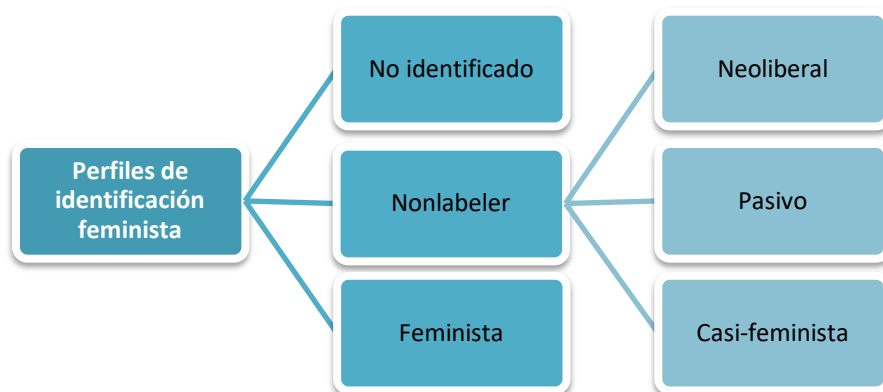 Perfiles de
identificación
feminista
No identificado
Nonlabeler
Feminista
Neoliberal
Pasivo
Casi-feminista